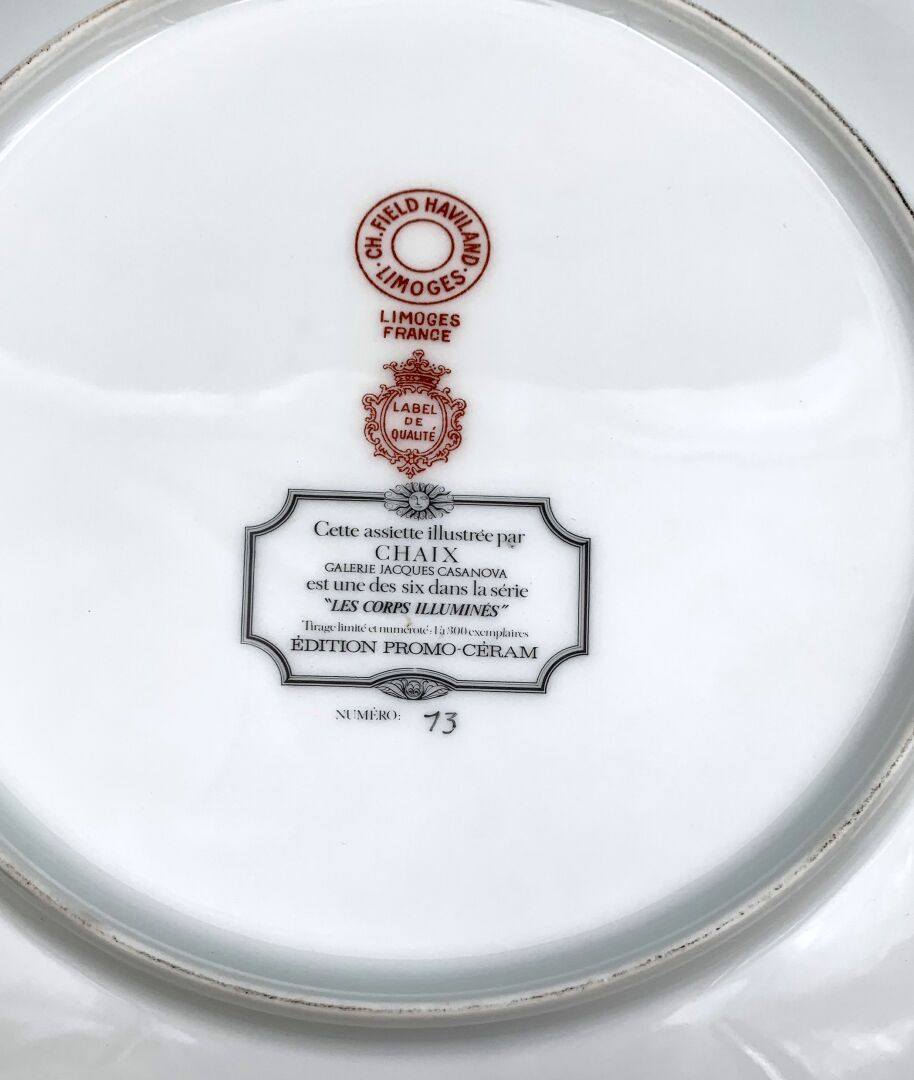 CH. FIELD HAVILAND
· LIMOGES ·
LIMOGES
FRANCE
LABEL
DE
QUALITÉ
Cette assiette illustrée par
CHAIX
GALERIE JACQUES CASANOVA
est une des six dans la série
"LES CORPS ILLUMINÉS"
Tirage limité et numéroté : 1 à 300 exemplaires
ÉDITION PROMO-CÉRAM
NUMÉRO: 73